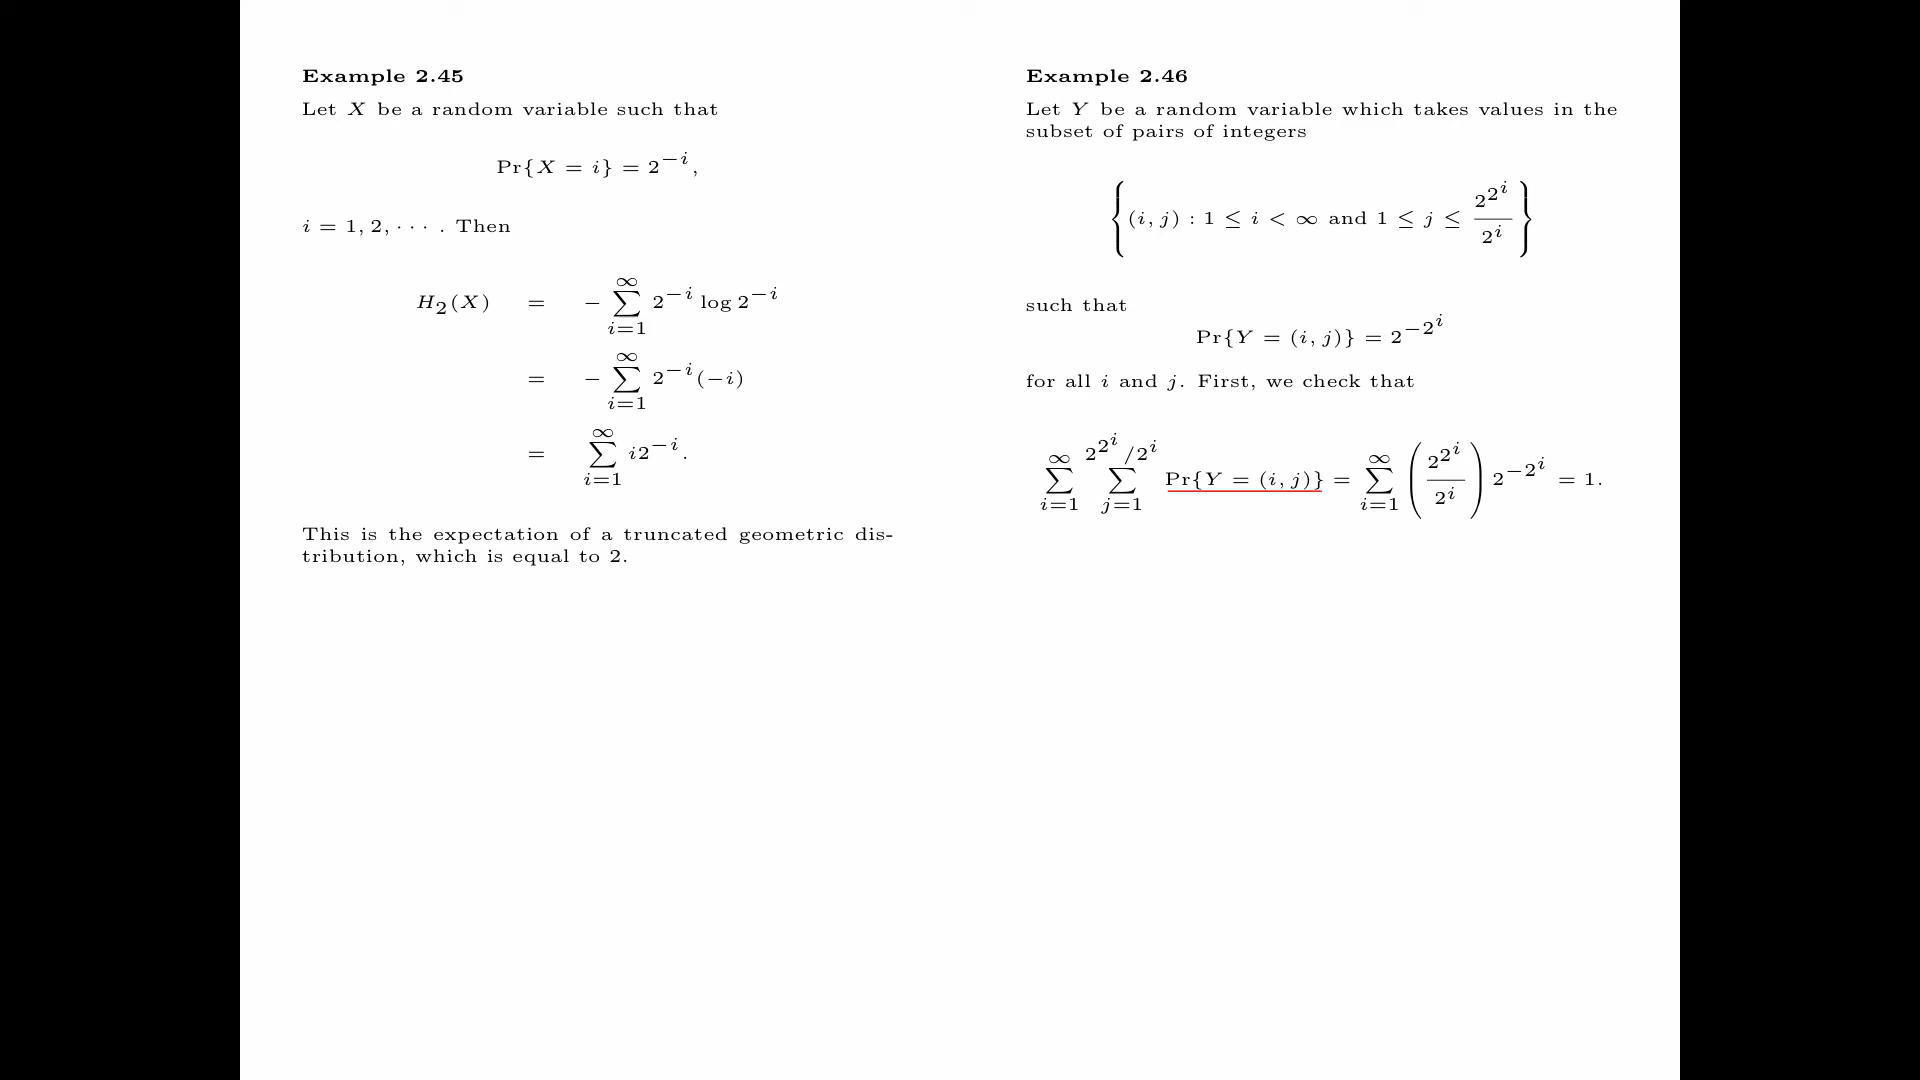 Example 2.45
Let X be a random variable such that
Pr{X = i} = 2^{−i},
i = 1, 2, · · · . Then
H_2(X) = − ∑_{i=1}^{∞} 2^{−i} log 2^{−i}
= − ∑_{i=1}^{∞} 2^{−i}(−i)
= ∑_{i=1}^{∞} i2^{−i}.
This is the expectation of a truncated geometric dis-
tribution, which is equal to 2.
Example 2.46
Let Y be a random variable which takes values in the
subset of pairs of integers
{(i, j) : 1 ≤ i < ∞ and 1 ≤ j ≤ \frac{2^{2^i}}{2^i}}
such that
Pr{Y = (i, j)} = 2^{−2^i}
for all i and j. First, we check that
∑_{i=1}^{∞} ∑_{j=1}^{2^{2^i}/2^i} Pr{Y = (i, j)} = ∑_{i=1}^{∞} (\frac{2^{2^i}}{2^i}) 2^{−2^i} = 1.